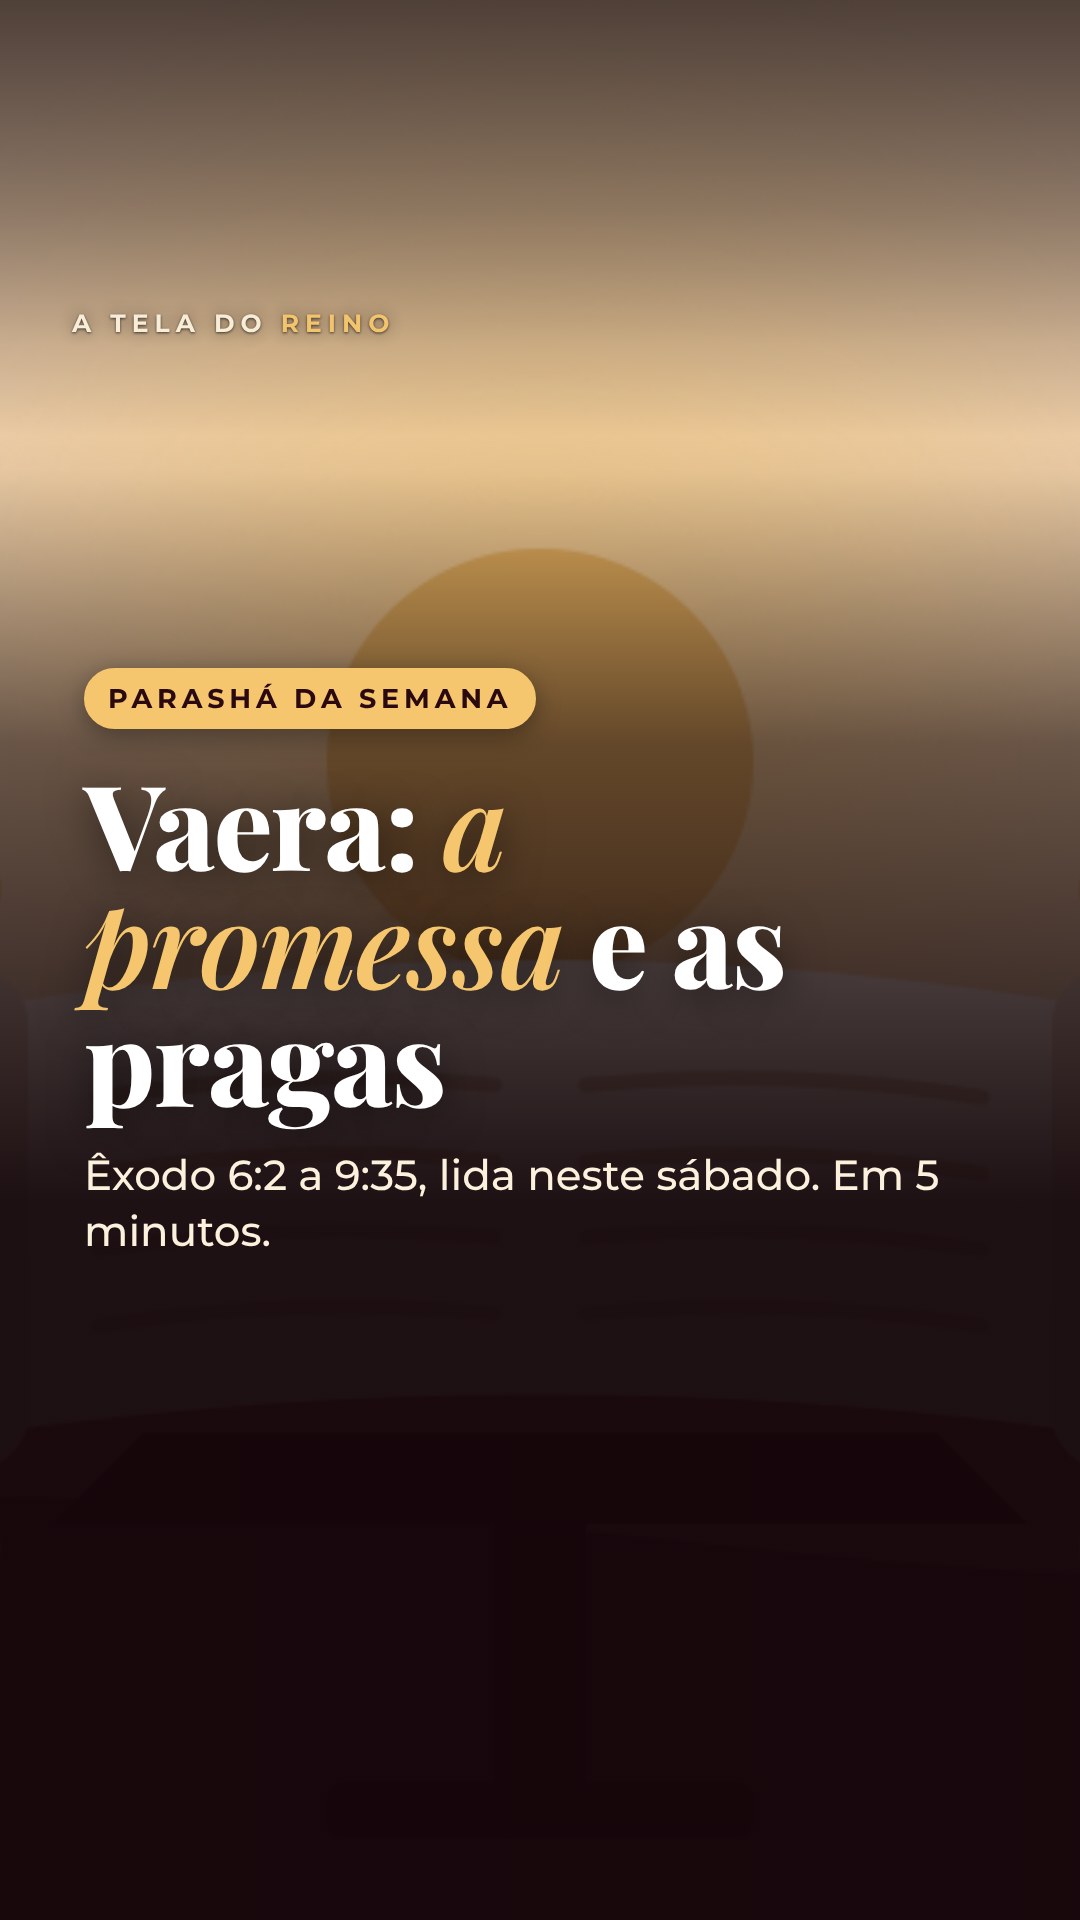 A TELA DO REINO
PARASHÁ DA SEMANA
Vaera: a
promessa e as
pragas
Êxodo 6:2 a 9:35, lida neste sábado. Em 5
minutos.